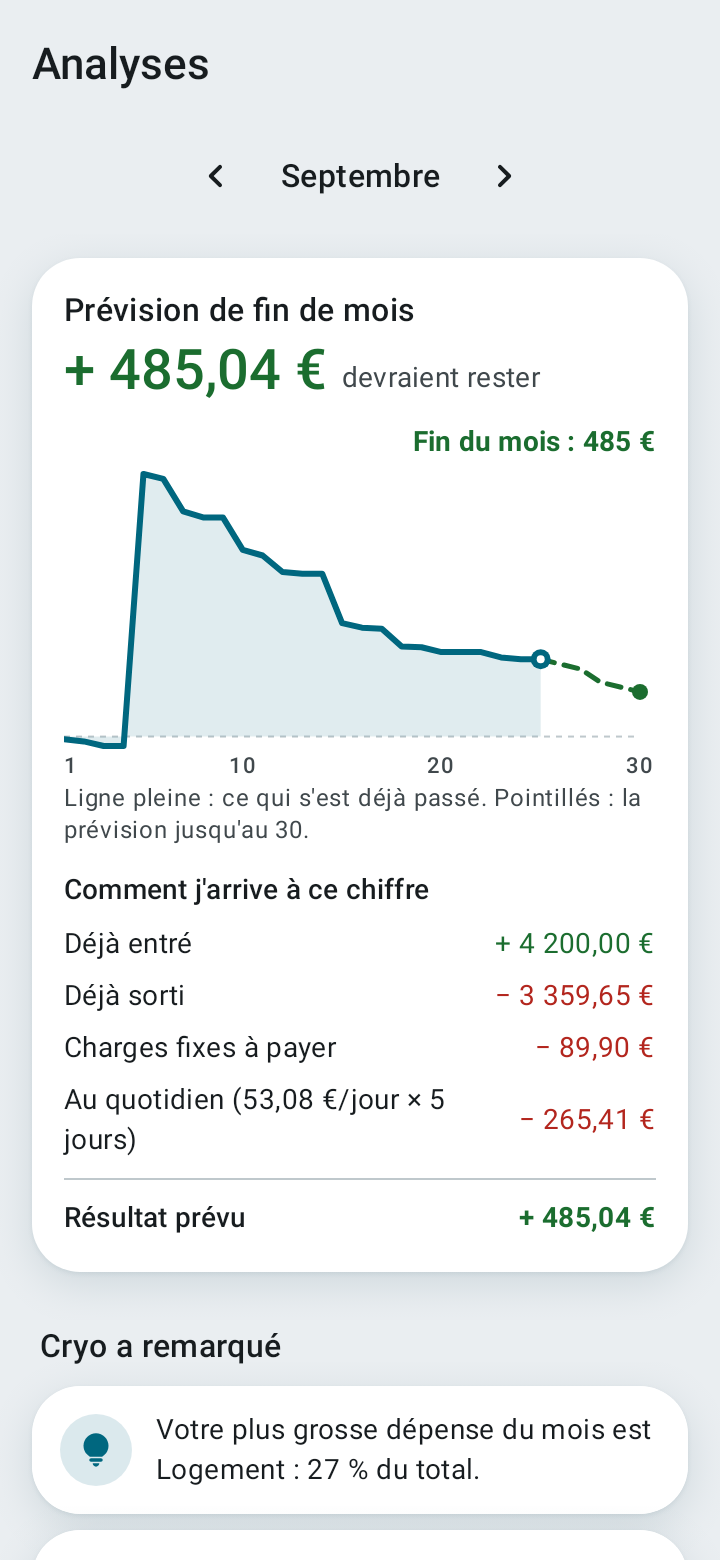 Analyses
Septembre
Prévision de fin de mois
+ 485,04 € devraient rester
Fin du mois : 485 €
1 10 20 30
Ligne pleine : ce qui s'est déjà passé. Pointillés : la
prévision jusqu'au 30.
Comment j'arrive à ce chiffre
Déjà entré + 4 200,00 €
Déjà sorti − 3 359,65 €
Charges fixes à payer − 89,90 €
Au quotidien (53,08 €/jour × 5
jours) − 265,41 €
Résultat prévu + 485,04 €
Cryo a remarqué
Votre plus grosse dépense du mois est
Logement : 27 % du total.